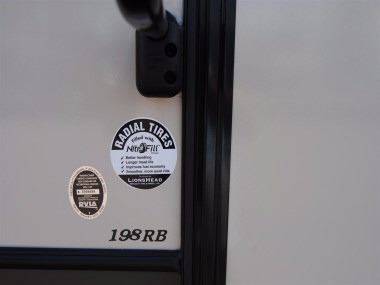 RADIAL TIRES
filled with
NitroFill
Better handling
Longer tread life
Improves fuel economy
Smoother, more quiet ride
LIONSHEAD
RVIA
198RB